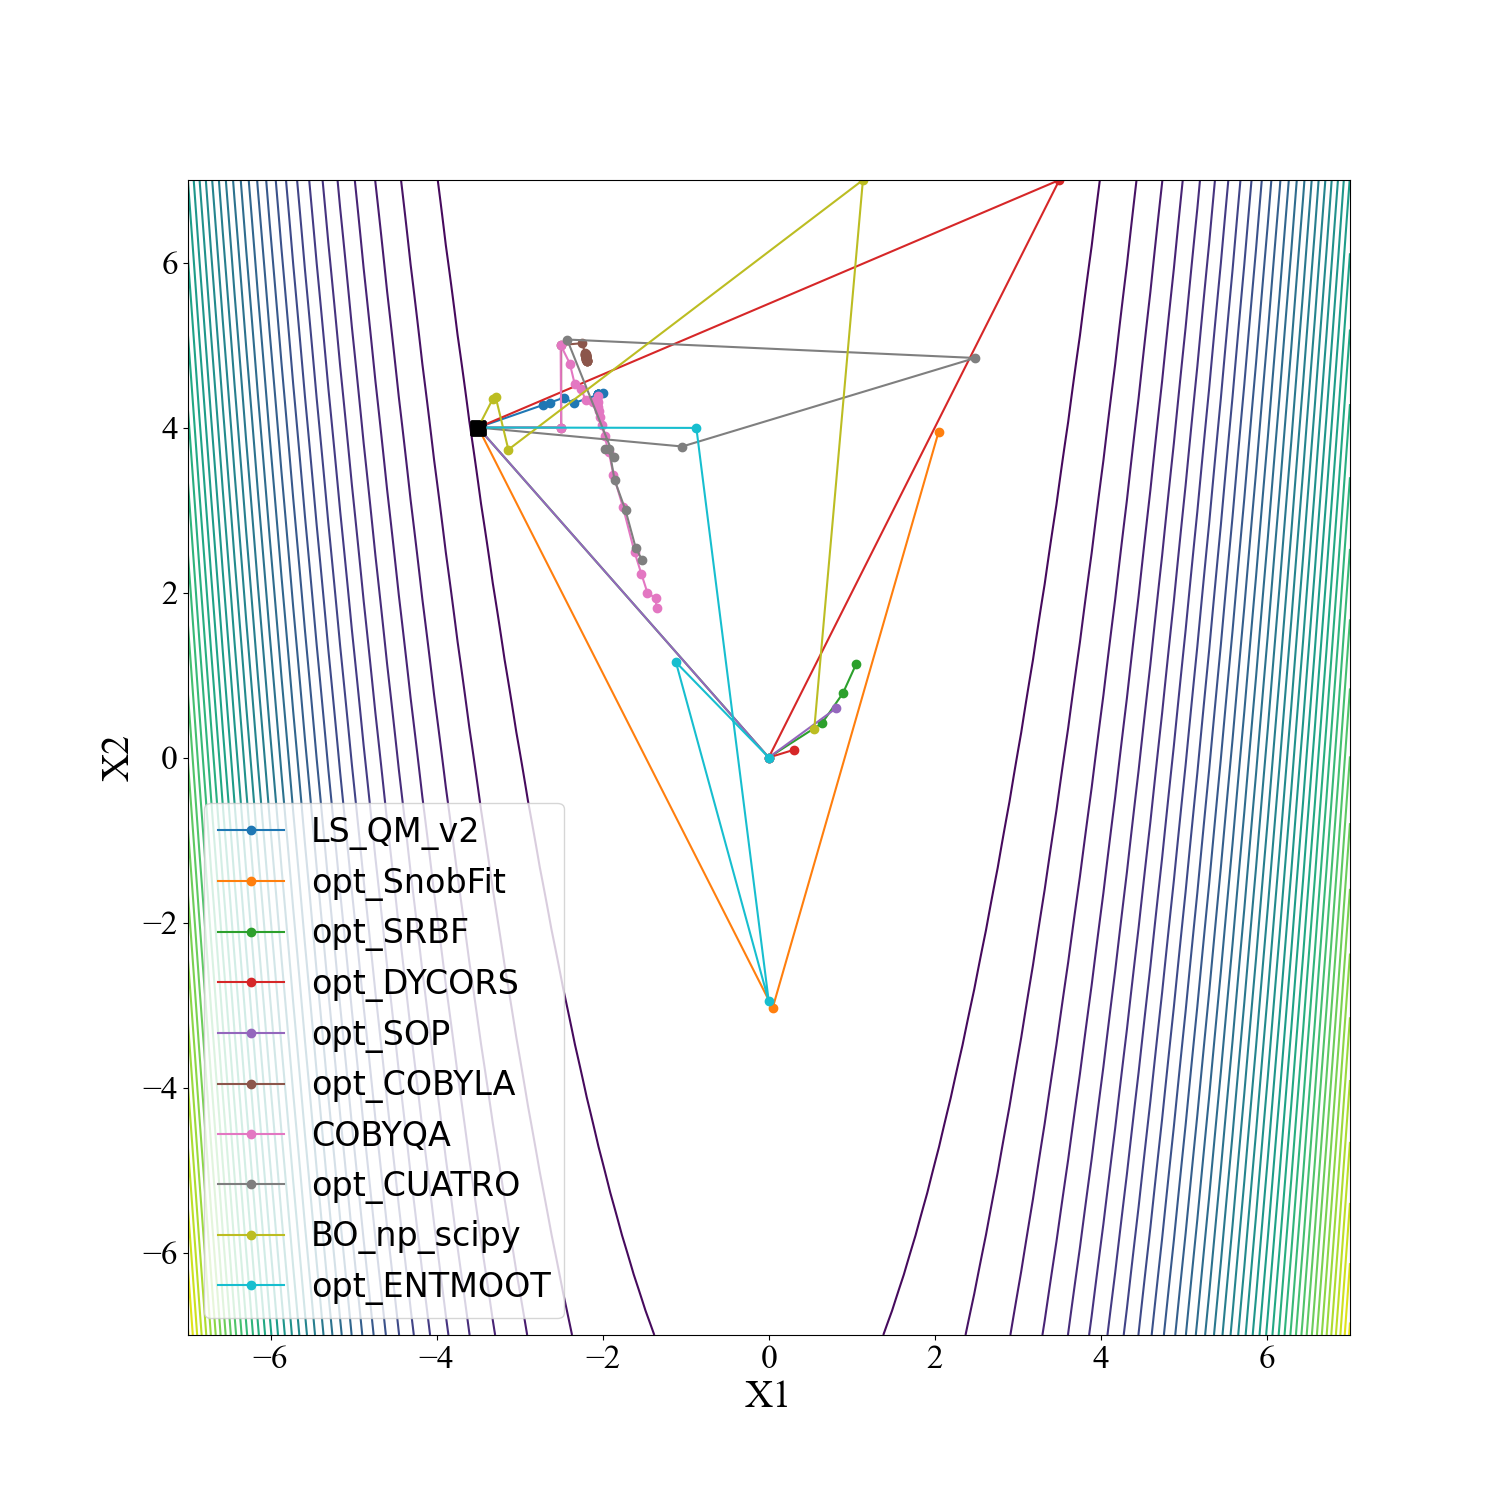 6
4
2
0
−2
−4
−6
X2
LS_QM_v2
opt_SnobFit
opt_SRBF
opt_DYCORS
opt_SOP
opt_COBYLA
COBYQA
opt_CUATRO
BO_np_scipy
opt_ENTMOOT
−6 −4 −2 0 2 4 6
X1